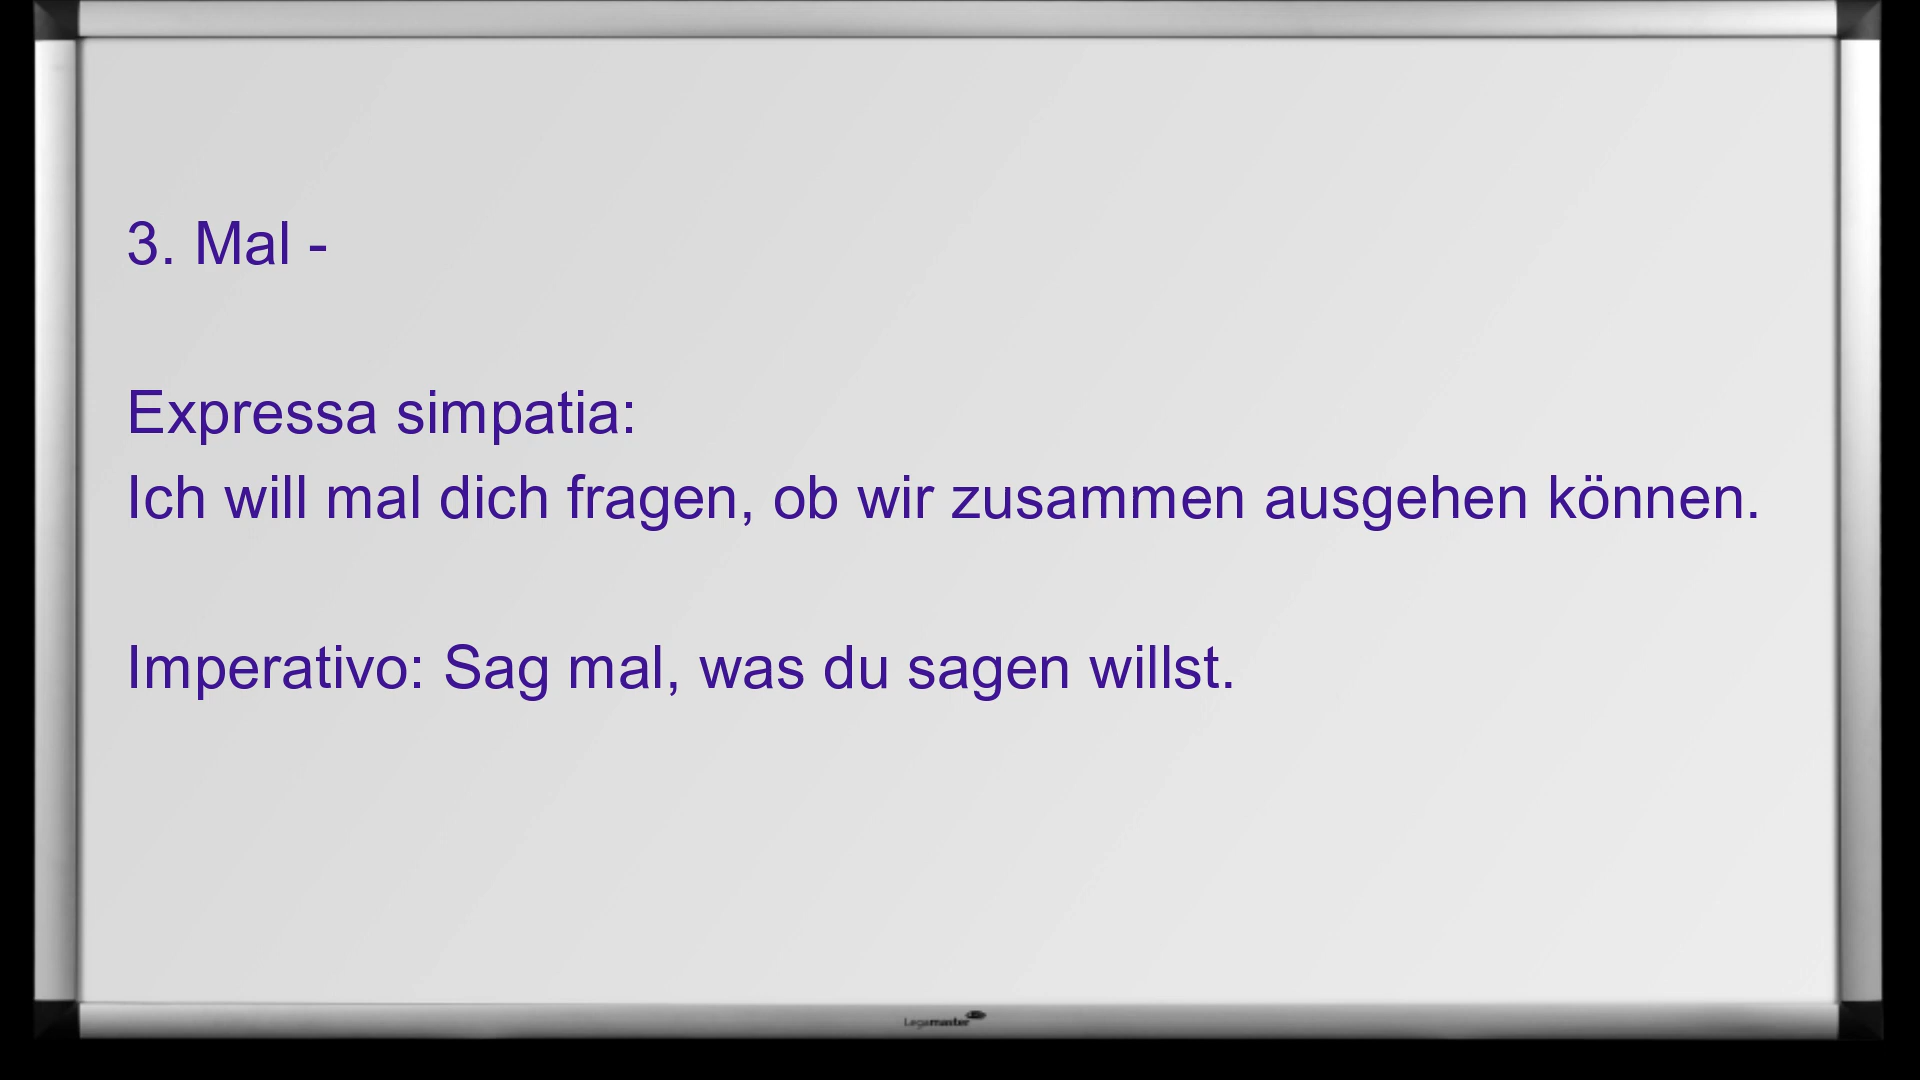 3. Mal -
Expressa simpatia:
Ich will mal dich fragen, ob wir zusammen ausgehen können.
Imperativo: Sag mal, was du sagen willst.
Legamaster